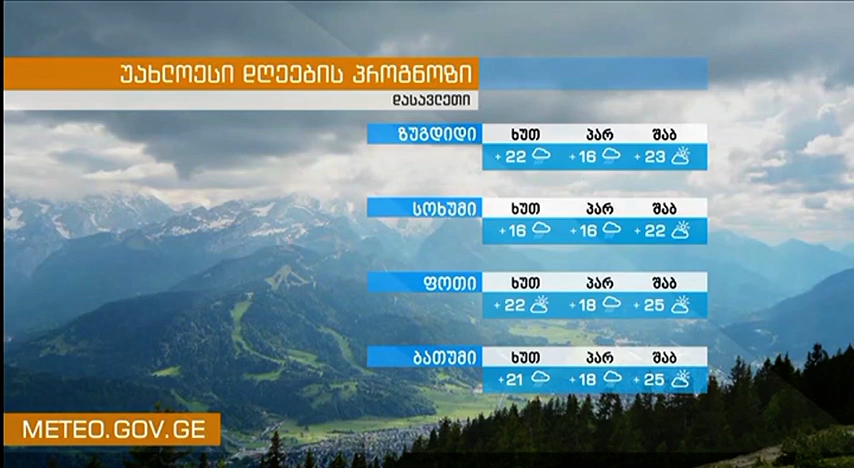 უახლოესი დღეების პროგნოზი
დასავლეთი
ზუგდიდი ხუთ პარ შაბ
+22 +16 +23
სოხუმი ხუთ პარ შაბ
+16 +16 +22
ფოთი ხუთ პარ შაბ
+22 +18 +25
ბათუმი ხუთ პარ შაბ
+21 +18 +25
METEO.GOV.GE